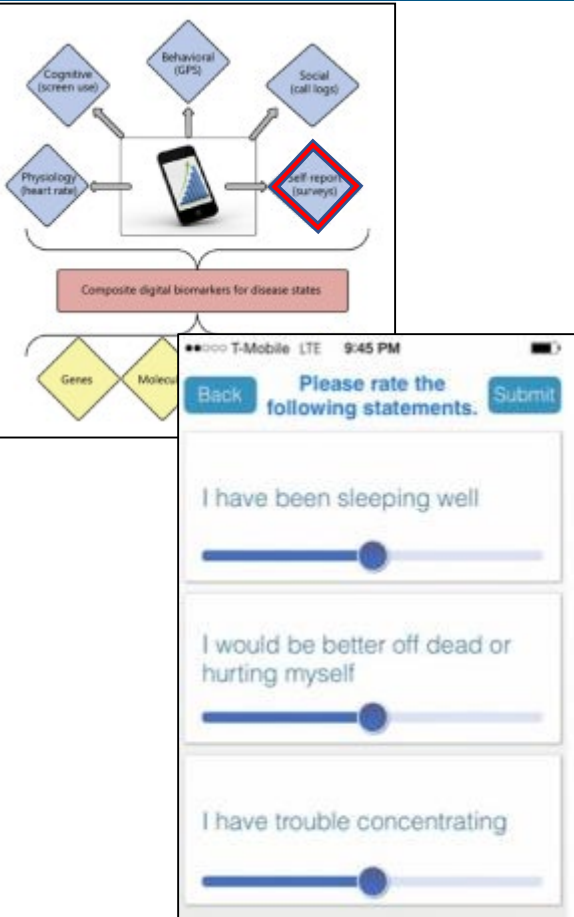 Behavioral
(GPS)
Cognitive
(screen use)
Social
(call logs)
Physiology
(heart rate)
Self-report
(surveys)
Composite digital biomarkers for disease states
Genes
Molecu
T-Mobile LTE 9:45 PM
Back
Please rate the
following statements.
Submit
I have been sleeping well
I would be better off dead or
hurting myself
I have trouble concentrating